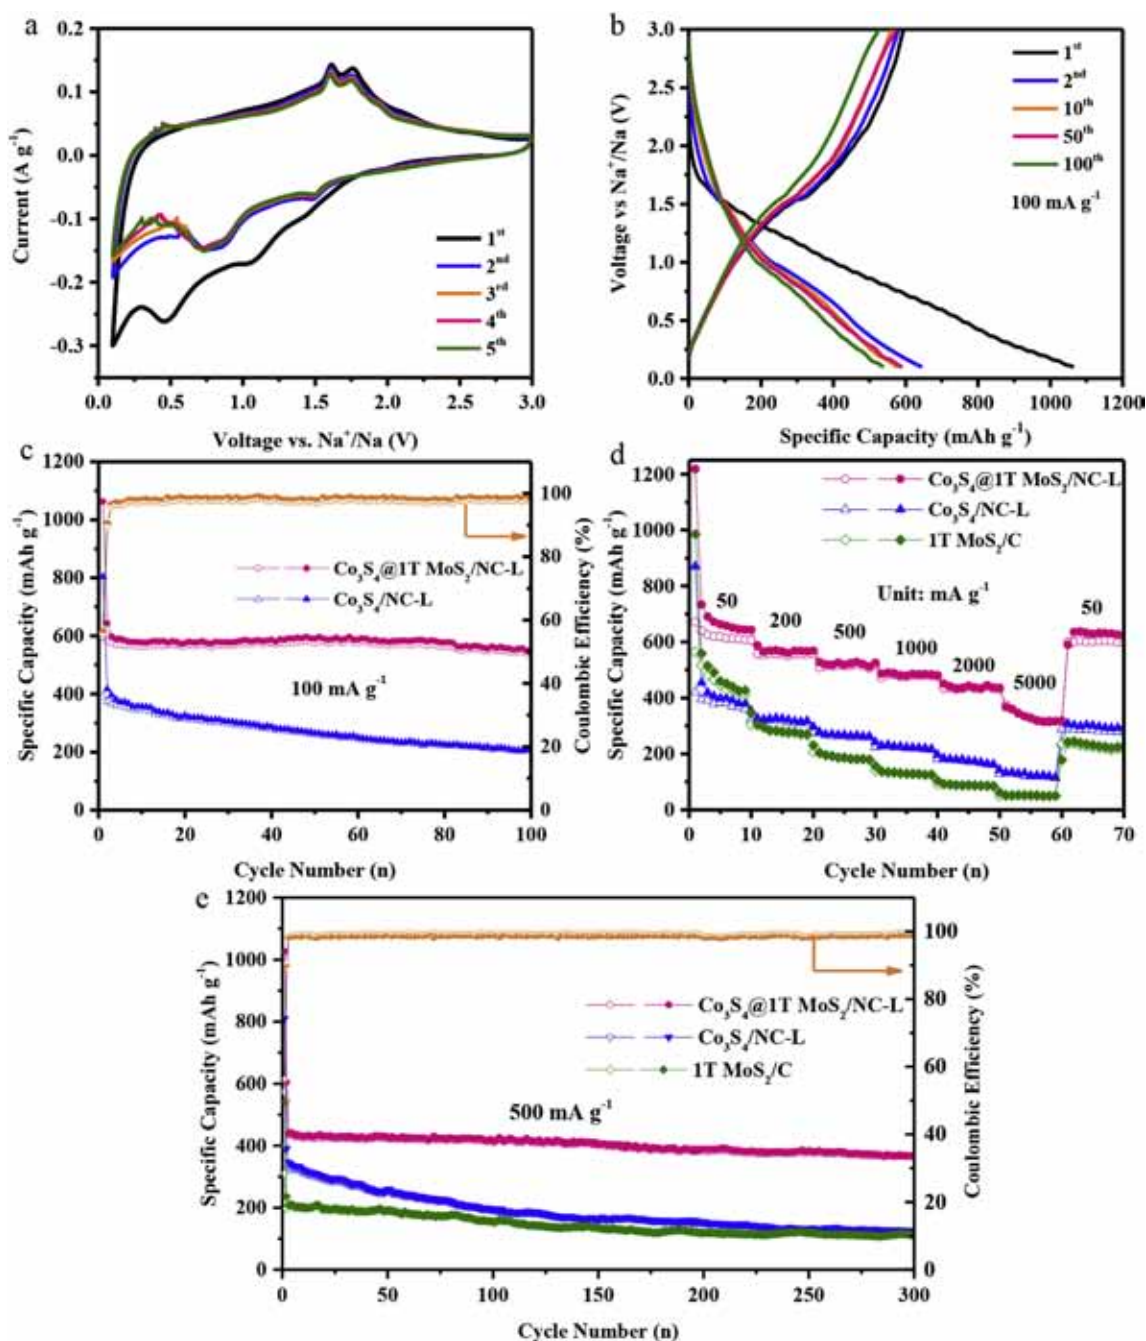 a
0.2
0.1
0.0
-0.1
-0.2
-0.3
Current (A g⁻¹)
1ˢᵗ
2ⁿᵈ
3ʳᵈ
4ᵗʰ
5ᵗʰ
0.0 0.5 1.0 1.5 2.0 2.5 3.0
Voltage vs. Na⁺/Na (V)
b
3.0
2.5
2.0
1.5
1.0
0.5
0.0
Voltage vs Na⁺/Na (V)
1ˢᵗ
2ⁿᵈ
10ᵗʰ
50ᵗʰ
100ᵗʰ
100 mA g⁻¹
0 200 400 600 800 1000 1200
Specific Capacity (mAh g⁻¹)
c
1200
1000
800
600
400
200
0
Specific Capacity (mAh g⁻¹)
Co₃S₄@1T MoS₂/NC-L
Co₃S₄/NC-L
100 mA g⁻¹
100
80
60
40
20
0
Coulombic Efficiency (%)
0 20 40 60 80 100
Cycle Number (n)
d
1200
1000
800
600
400
200
0
Specific Capacity (mAh g⁻¹)
Co₃S₄@1T MoS₂/NC-L
Co₃S₄/NC-L
1T MoS₂/C
Unit: mA g⁻¹
50
200
500
1000
2000
5000
50
0 10 20 30 40 50 60 70
Cycle Number (n)
e
1200
1000
800
600
400
200
0
Specific Capacity (mAh g⁻¹)
Co₃S₄@1T MoS₂/NC-L
Co₃S₄/NC-L
1T MoS₂/C
500 mA g⁻¹
100
80
60
40
20
0
Coulombic Efficiency (%)
0 50 100 150 200 250 300
Cycle Number (n)